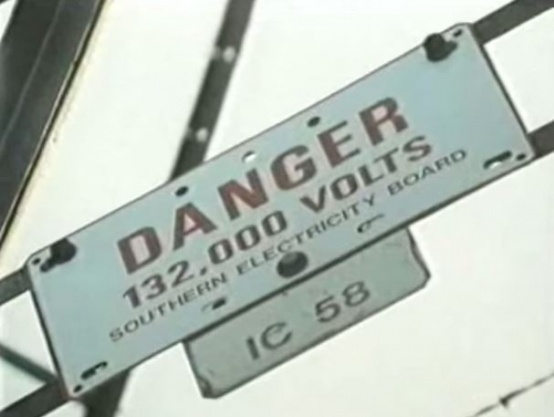 DANGER
132.000 VOLTS
SOUTHERN ELECTRICITY BOARD
IC 58